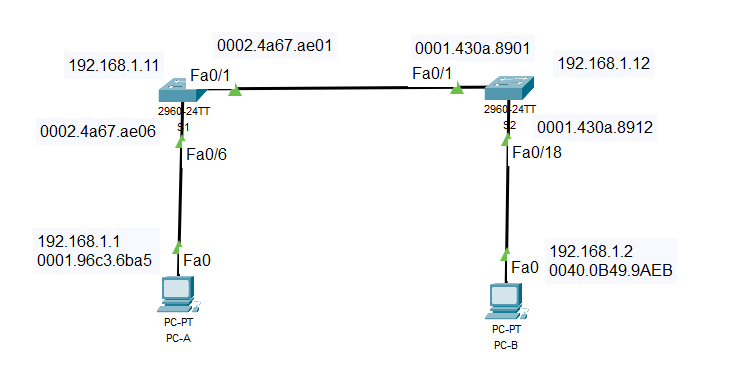 0002.4a67.ae01
0001.430a.8901
192.168.1.11
Fa0/1
Fa0/1
192.168.1.12
2960-24TT
S1
2960-24TT
S2
0002.4a67.ae06
Fa0/6
0001.430a.8912
Fa0/18
192.168.1.1
0001.96c3.6ba5
Fa0
192.168.1.2
0040.0B49.9AEB
Fa0
PC-PT
PC-A
PC-PT
PC-B